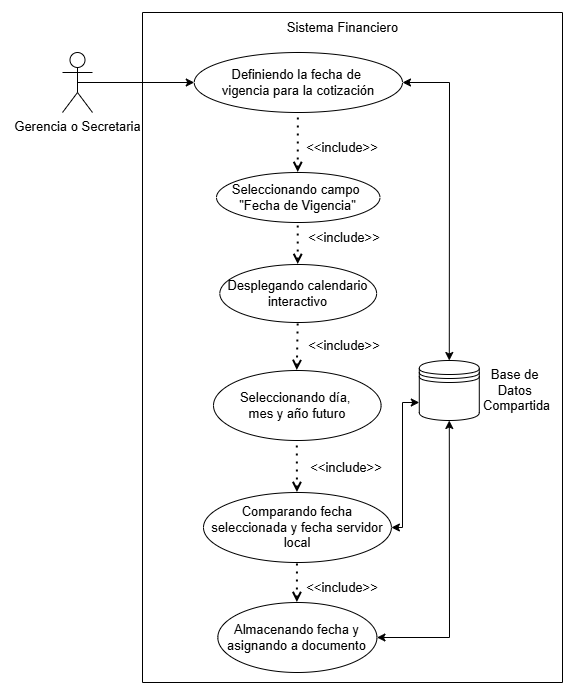 Sistema Financiero
Definiendo la fecha de
vigencia para la cotización
Gerencia o Secretaria
<<include>>
Seleccionando campo
"Fecha de Vigencia”
<<include>>
Desplegando calendario
interactivo
<<include>>
Base de
Datos
Compartida
Seleccionando día,
mes y año futuro
<<include>>
Comparando fecha
seleccionada y fecha servidor
local
<<include>>
Almacenando fecha y
asignando a documento